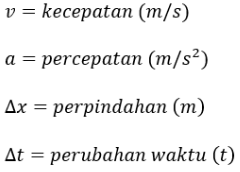 v = kecepatan (m/s)
a = percepatan (m/s²)
Δx = perpindahan (m)
Δt = perubahan waktu (t)